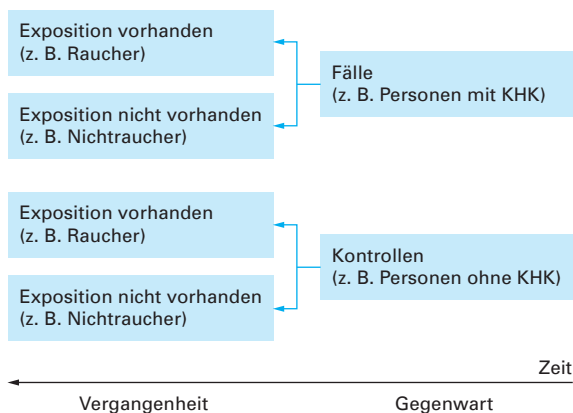 Exposition vorhanden
(z. B. Raucher)
Fälle
(z. B. Personen mit KHK)
Exposition nicht vorhanden
(z. B. Nichtraucher)
Exposition vorhanden
(z. B. Raucher)
Kontrollen
(z. B. Personen ohne KHK)
Exposition nicht vorhanden
(z. B. Nichtraucher)
Zeit
Vergangenheit
Gegenwart